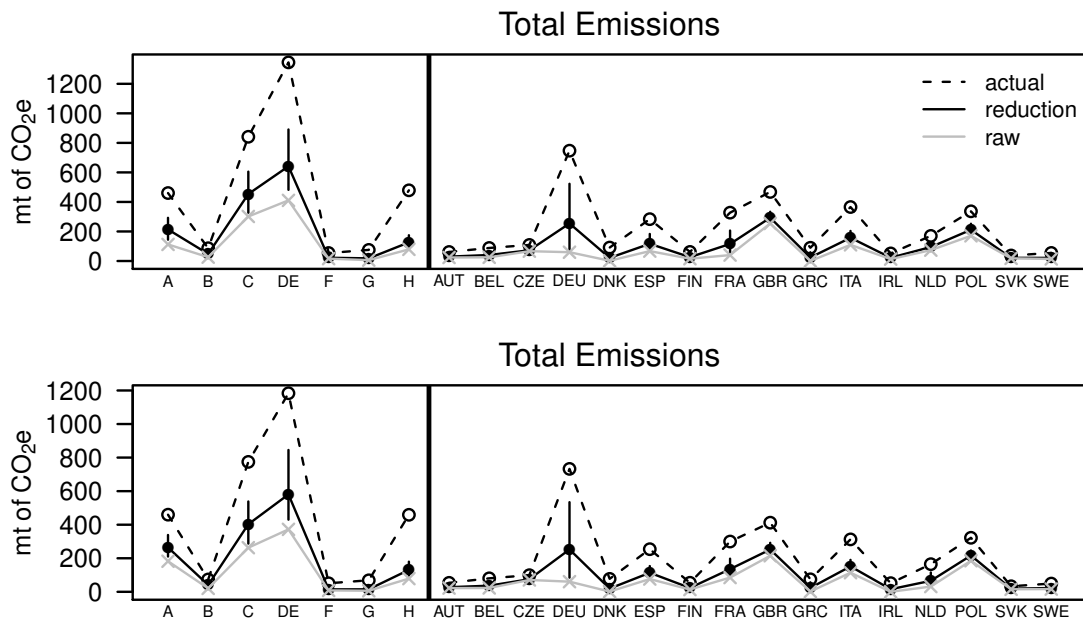 Total Emissions
mt of CO₂e
1200
1000
800
600
400
200
0
actual
reduction
raw
A B C DE F G H AUT BEL CZE DEU DNK ESP FIN FRA GBR GRC ITA IRL NLD POL SVK SWE
Total Emissions
mt of CO₂e
1200
1000
800
600
400
200
0
A B C DE F G H AUT BEL CZE DEU DNK ESP FIN FRA GBR GRC ITA IRL NLD POL SVK SWE